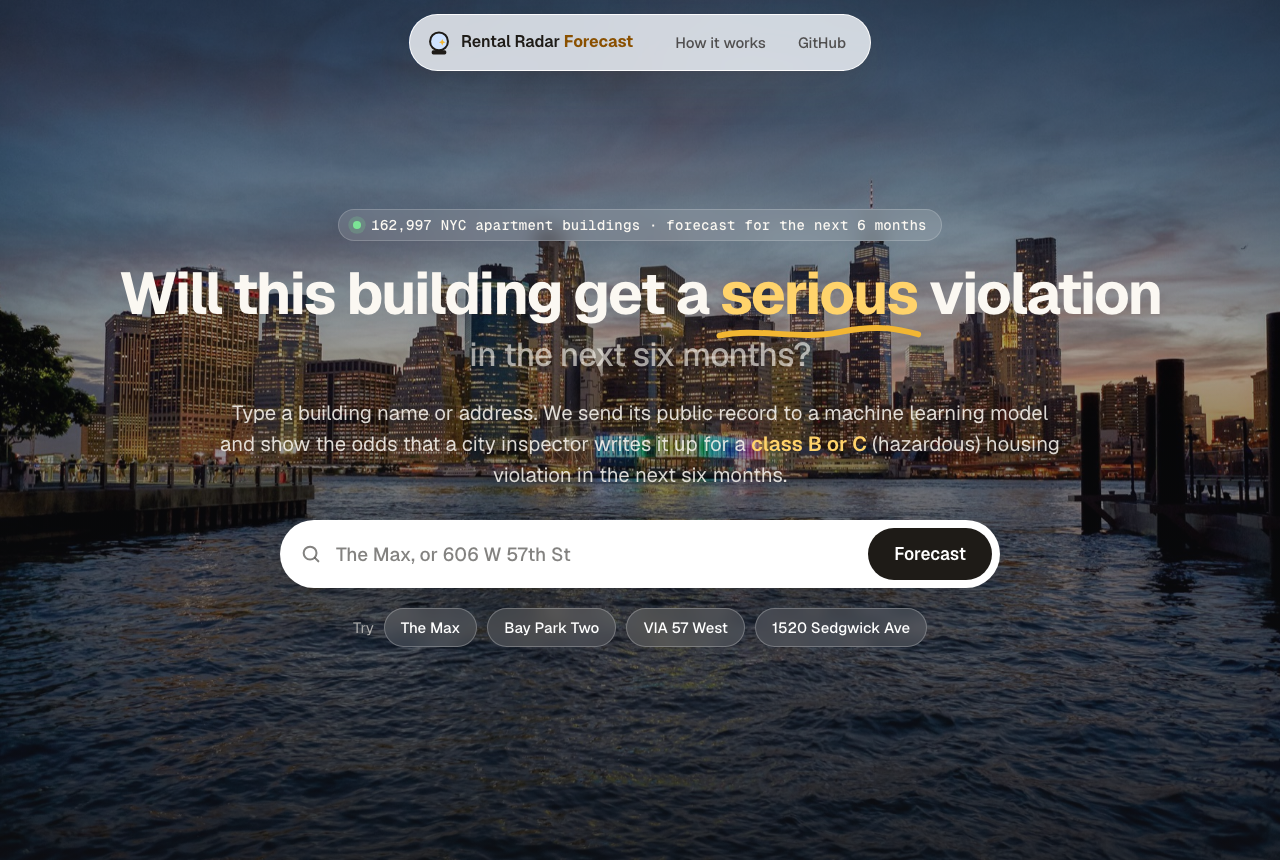 Rental Radar Forecast
How it works
GitHub
162,997 NYC apartment buildings · forecast for the next 6 months
Will this building get a serious violation
in the next six months?
Type a building name or address. We send its public record to a machine learning model
and show the odds that a city inspector writes it up for a class B or C (hazardous) housing
violation in the next six months.
The Max, or 606 W 57th St
Forecast
Try
The Max
Bay Park Two
VIA 57 West
1520 Sedgwick Ave